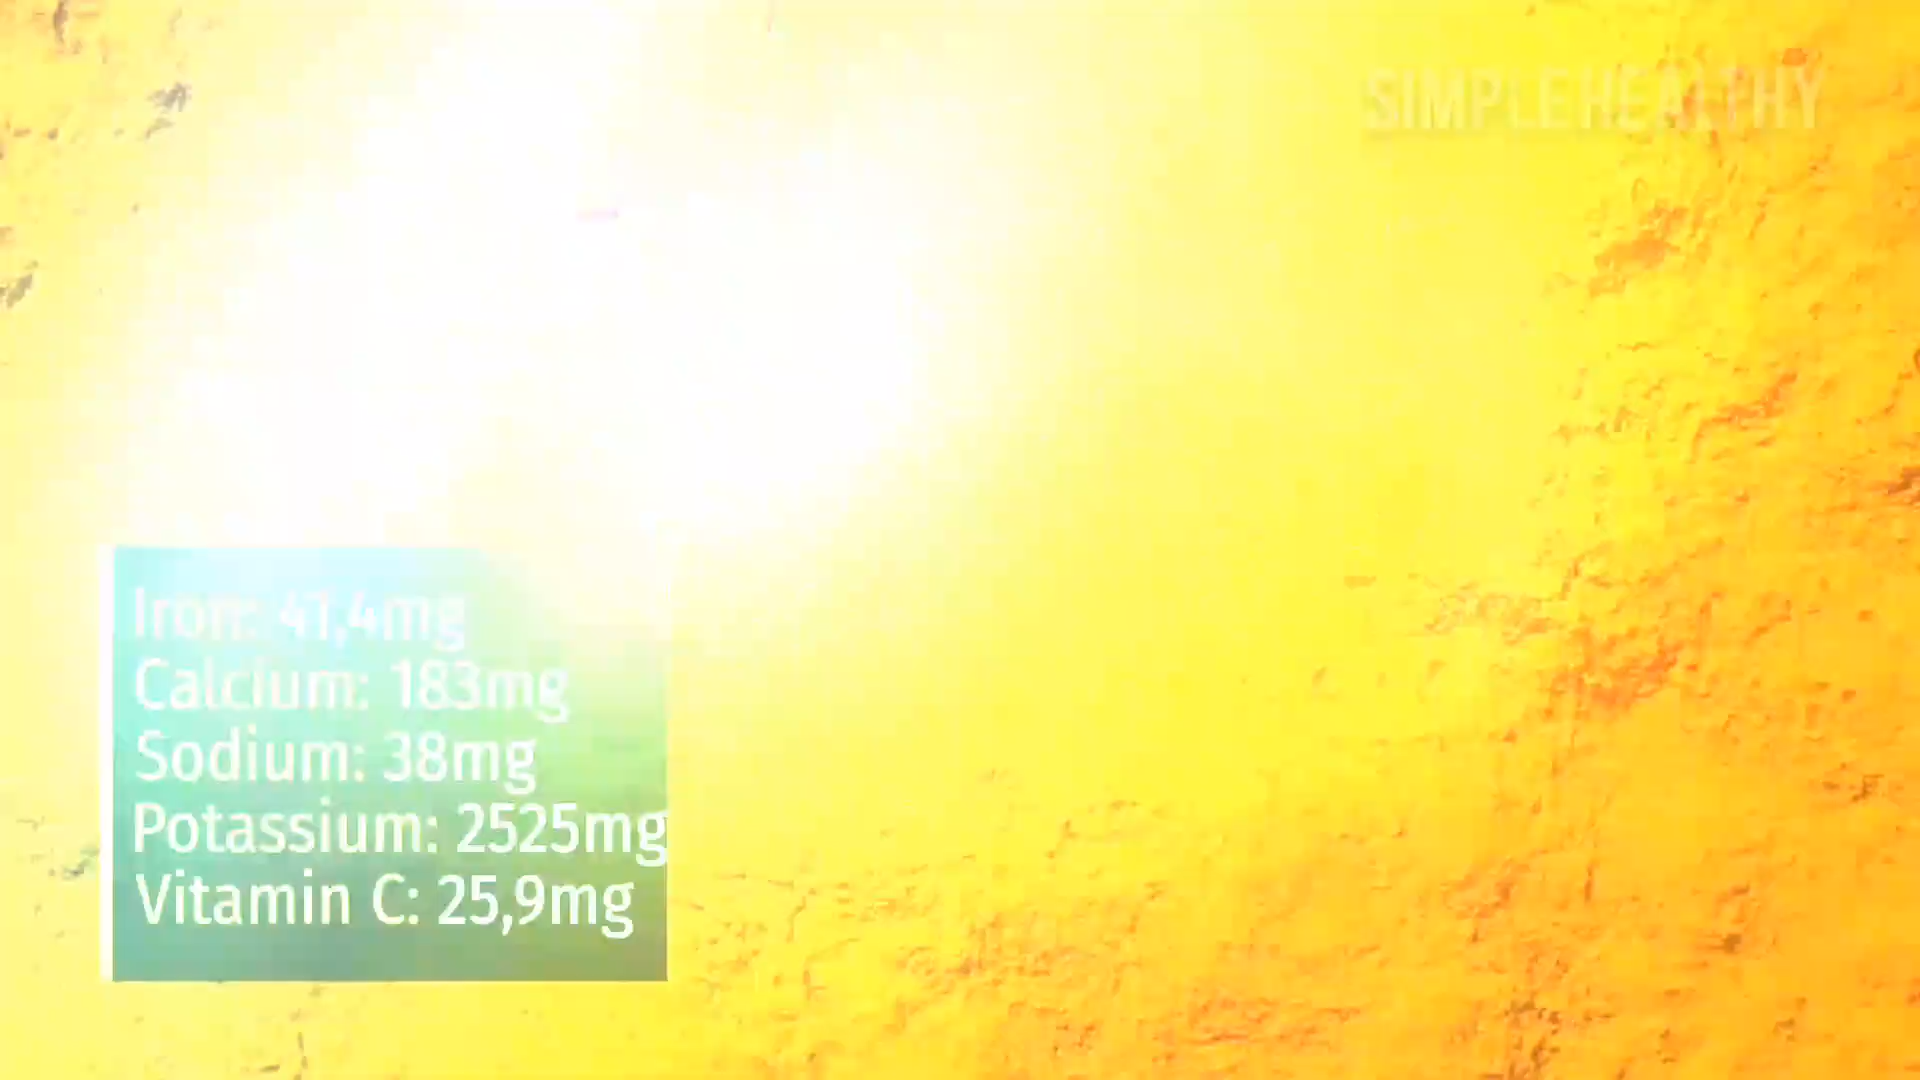 SIMPLEHEALTHY
Iron: 41,4mg
Calcium: 183mg
Sodium: 38mg
Potassium: 2525mg
Vitamin C: 25,9mg